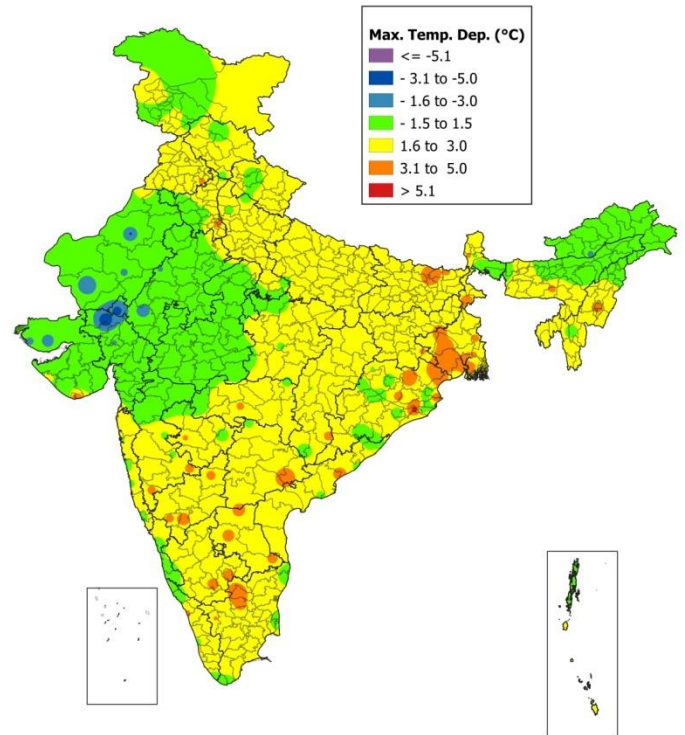 Max. Temp. Dep. (°C)
<= -5.1
- 3.1 to -5.0
- 1.6 to -3.0
- 1.5 to 1.5
1.6 to 3.0
3.1 to 5.0
> 5.1